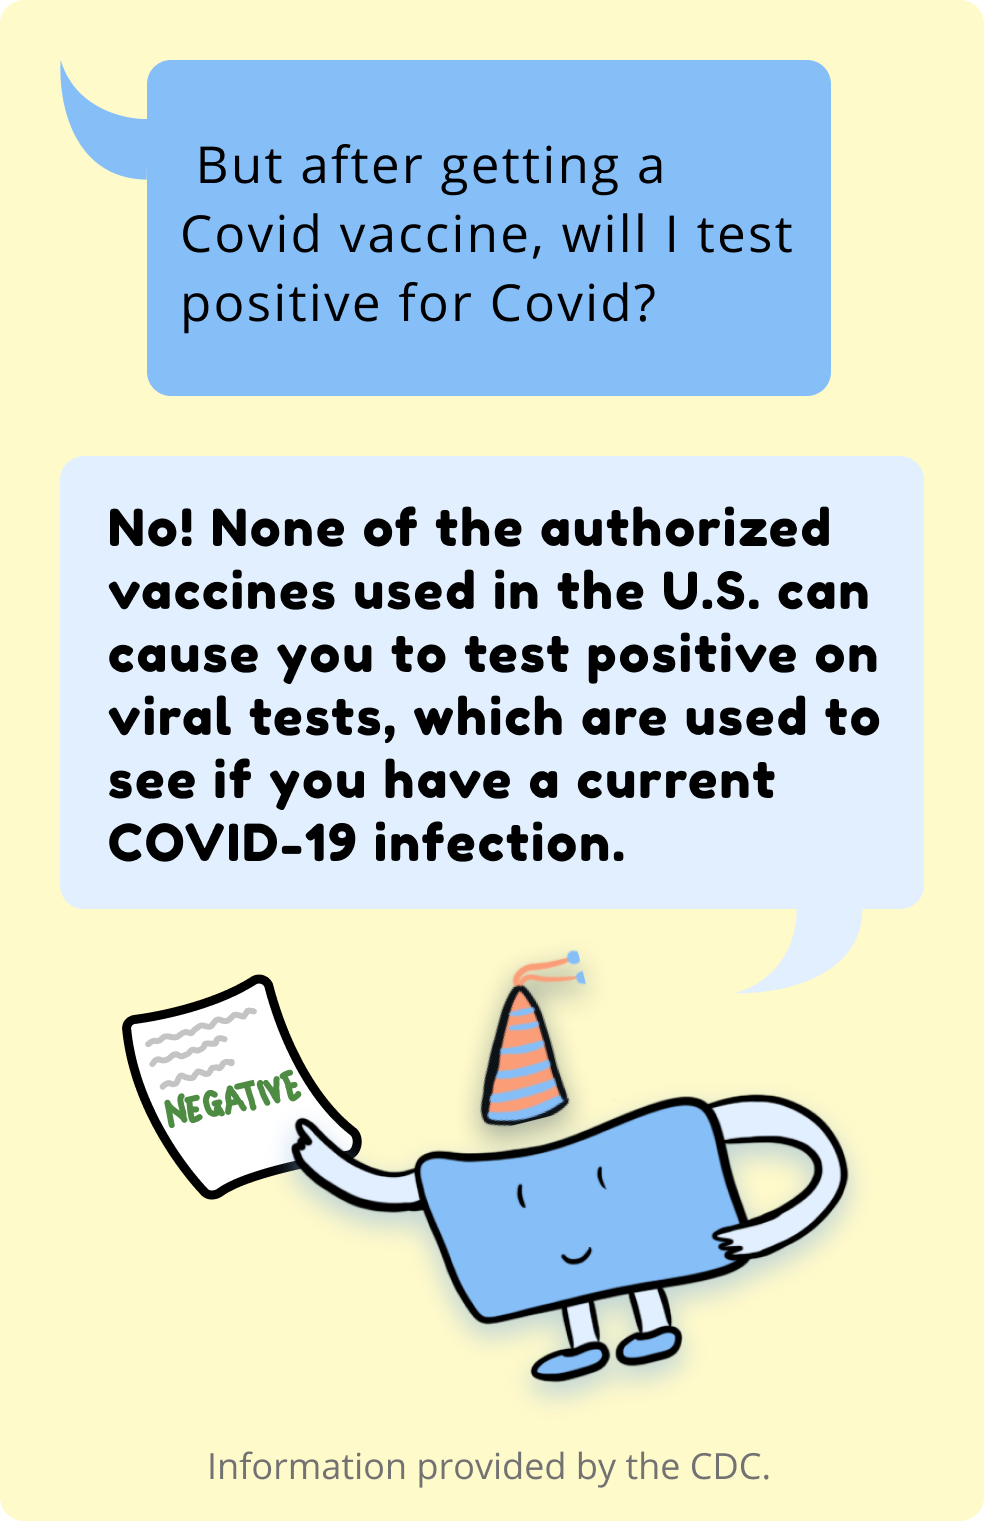 But after getting a
Covid vaccine, will I test
positive for Covid?
No! None of the authorized
vaccines used in the U.S. can
cause you to test positive on
viral tests, which are used to
see if you have a current
COVID-19 infection.
NEGATIVE
Information provided by the CDC.